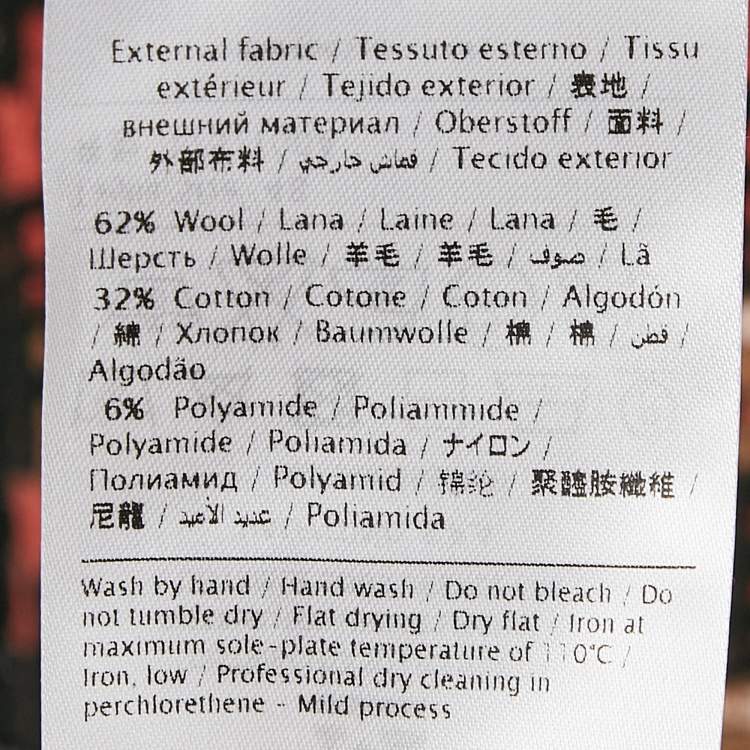 External fabric / Tessuto esterno / Tissu
extérieur / Tejido exterior / 表地 /
внешний материал / Oberstoff / 面料 /
外部布料 / قماش خارجي / Tecido exterior
62% Wool / Lana / Laine / Lana / 毛 /
Шерсть / Wolle / 羊毛 / 羊毛 / صوف / Lã
32% Cotton / Cotone / Coton / Algodón
/ 綿 / Хлопок / Baumwolle / 棉 / 棉 / قطن /
Algodão
6% Polyamide / Poliammide /
Polyamide / Poliamida / ナイロン /
Полиамид / Polyamid / 锦纶 / 聚醯胺纖維 /
尼龍 / عديد الأميد / Poliamida
Wash by hand / Hand wash / Do not bleach / Do
not tumble dry / Flat drying / Dry flat / Iron at
maximum sole-plate temperature of 110°C /
Iron, low / Professional dry cleaning in
perchlorethene - Mild process